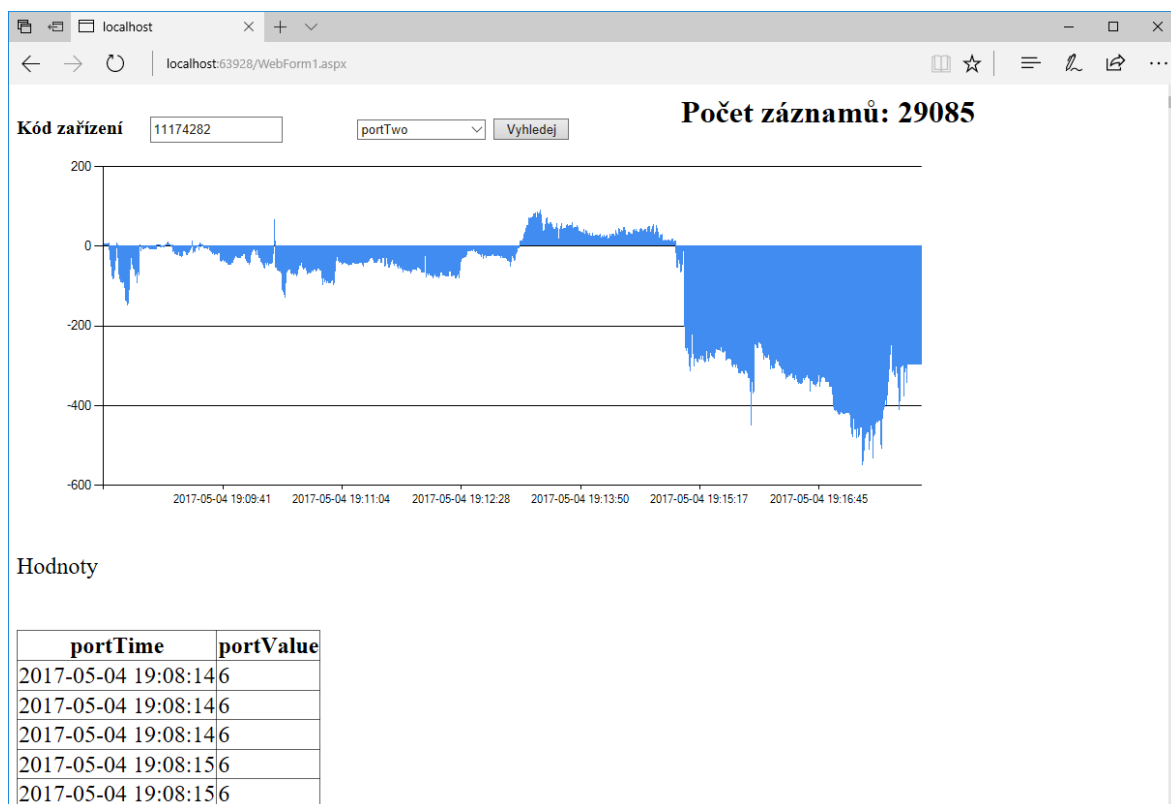 localhost
localhost:63928/WebForm1.aspx
Počet záznamů: 29085
Kód zařízení 11174282 portTwo Vyhledej
200
0
-200
-400
-600
2017-05-04 19:09:41 2017-05-04 19:11:04 2017-05-04 19:12:28 2017-05-04 19:13:50 2017-05-04 19:15:17 2017-05-04 19:16:45
Hodnoty
portTime portValue
2017-05-04 19:08:14 6
2017-05-04 19:08:14 6
2017-05-04 19:08:14 6
2017-05-04 19:08:15 6
2017-05-04 19:08:15 6